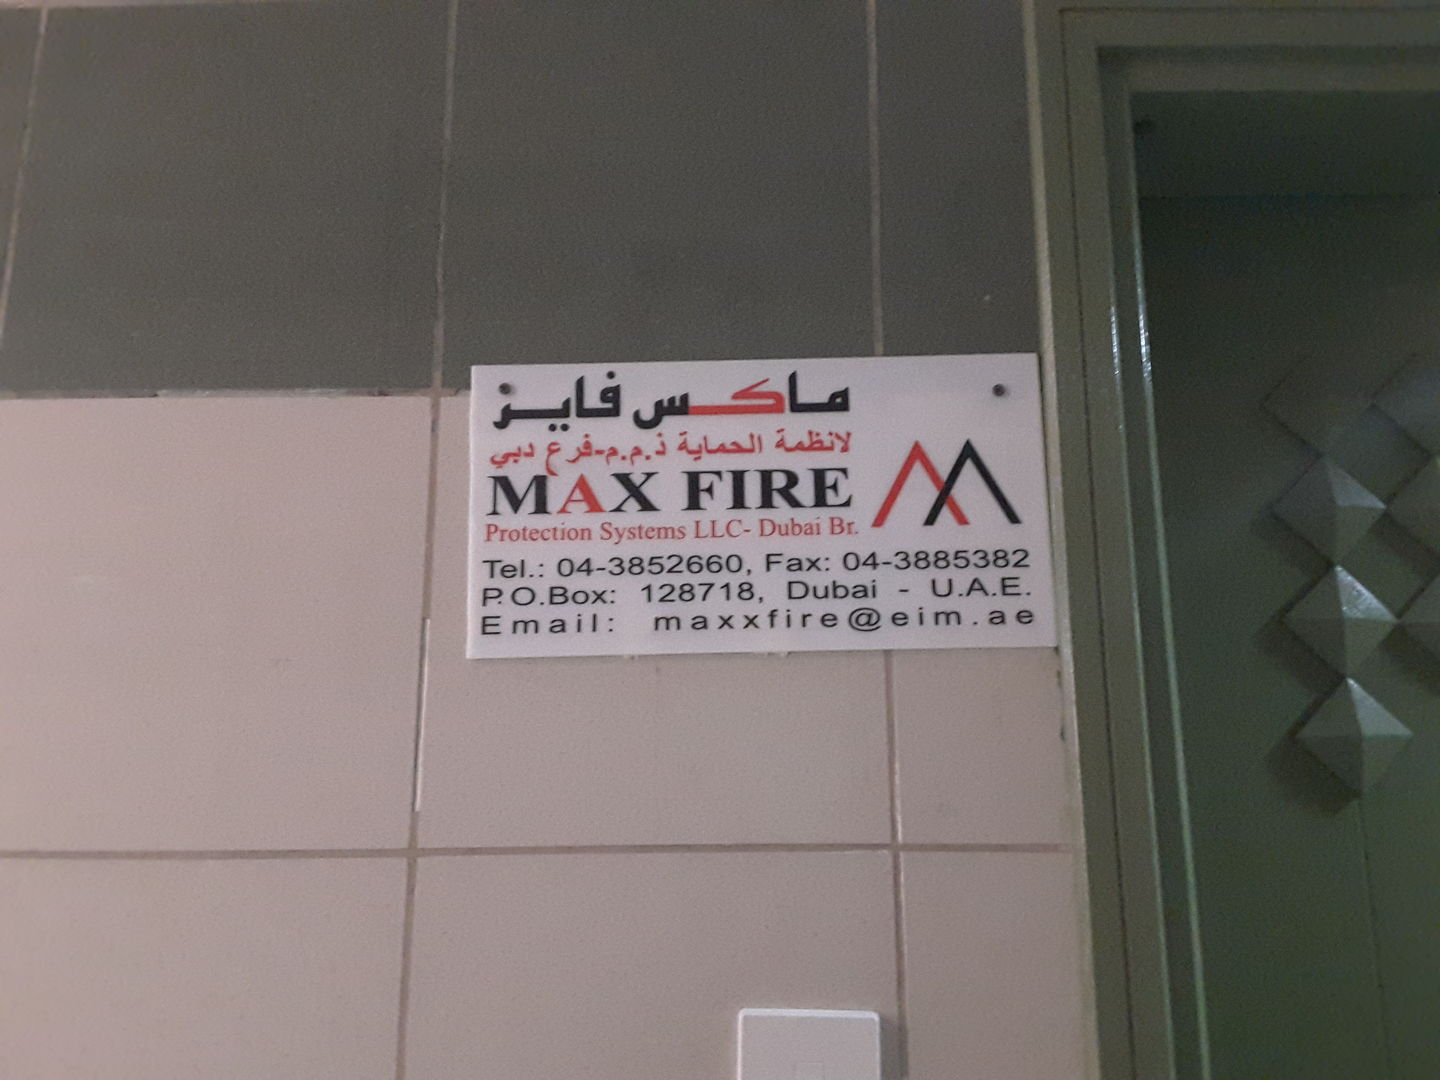 ماكس فايز
لانظمة الحماية ذ.م.م-فرع دبي
MAX FIRE
Protection Systems LLC- Dubai Br.
Tel.: 04-3852660, Fax: 04-3885382
P.O.Box: 128718, Dubai - U.A.E.
Email: maxxfire@eim.ae